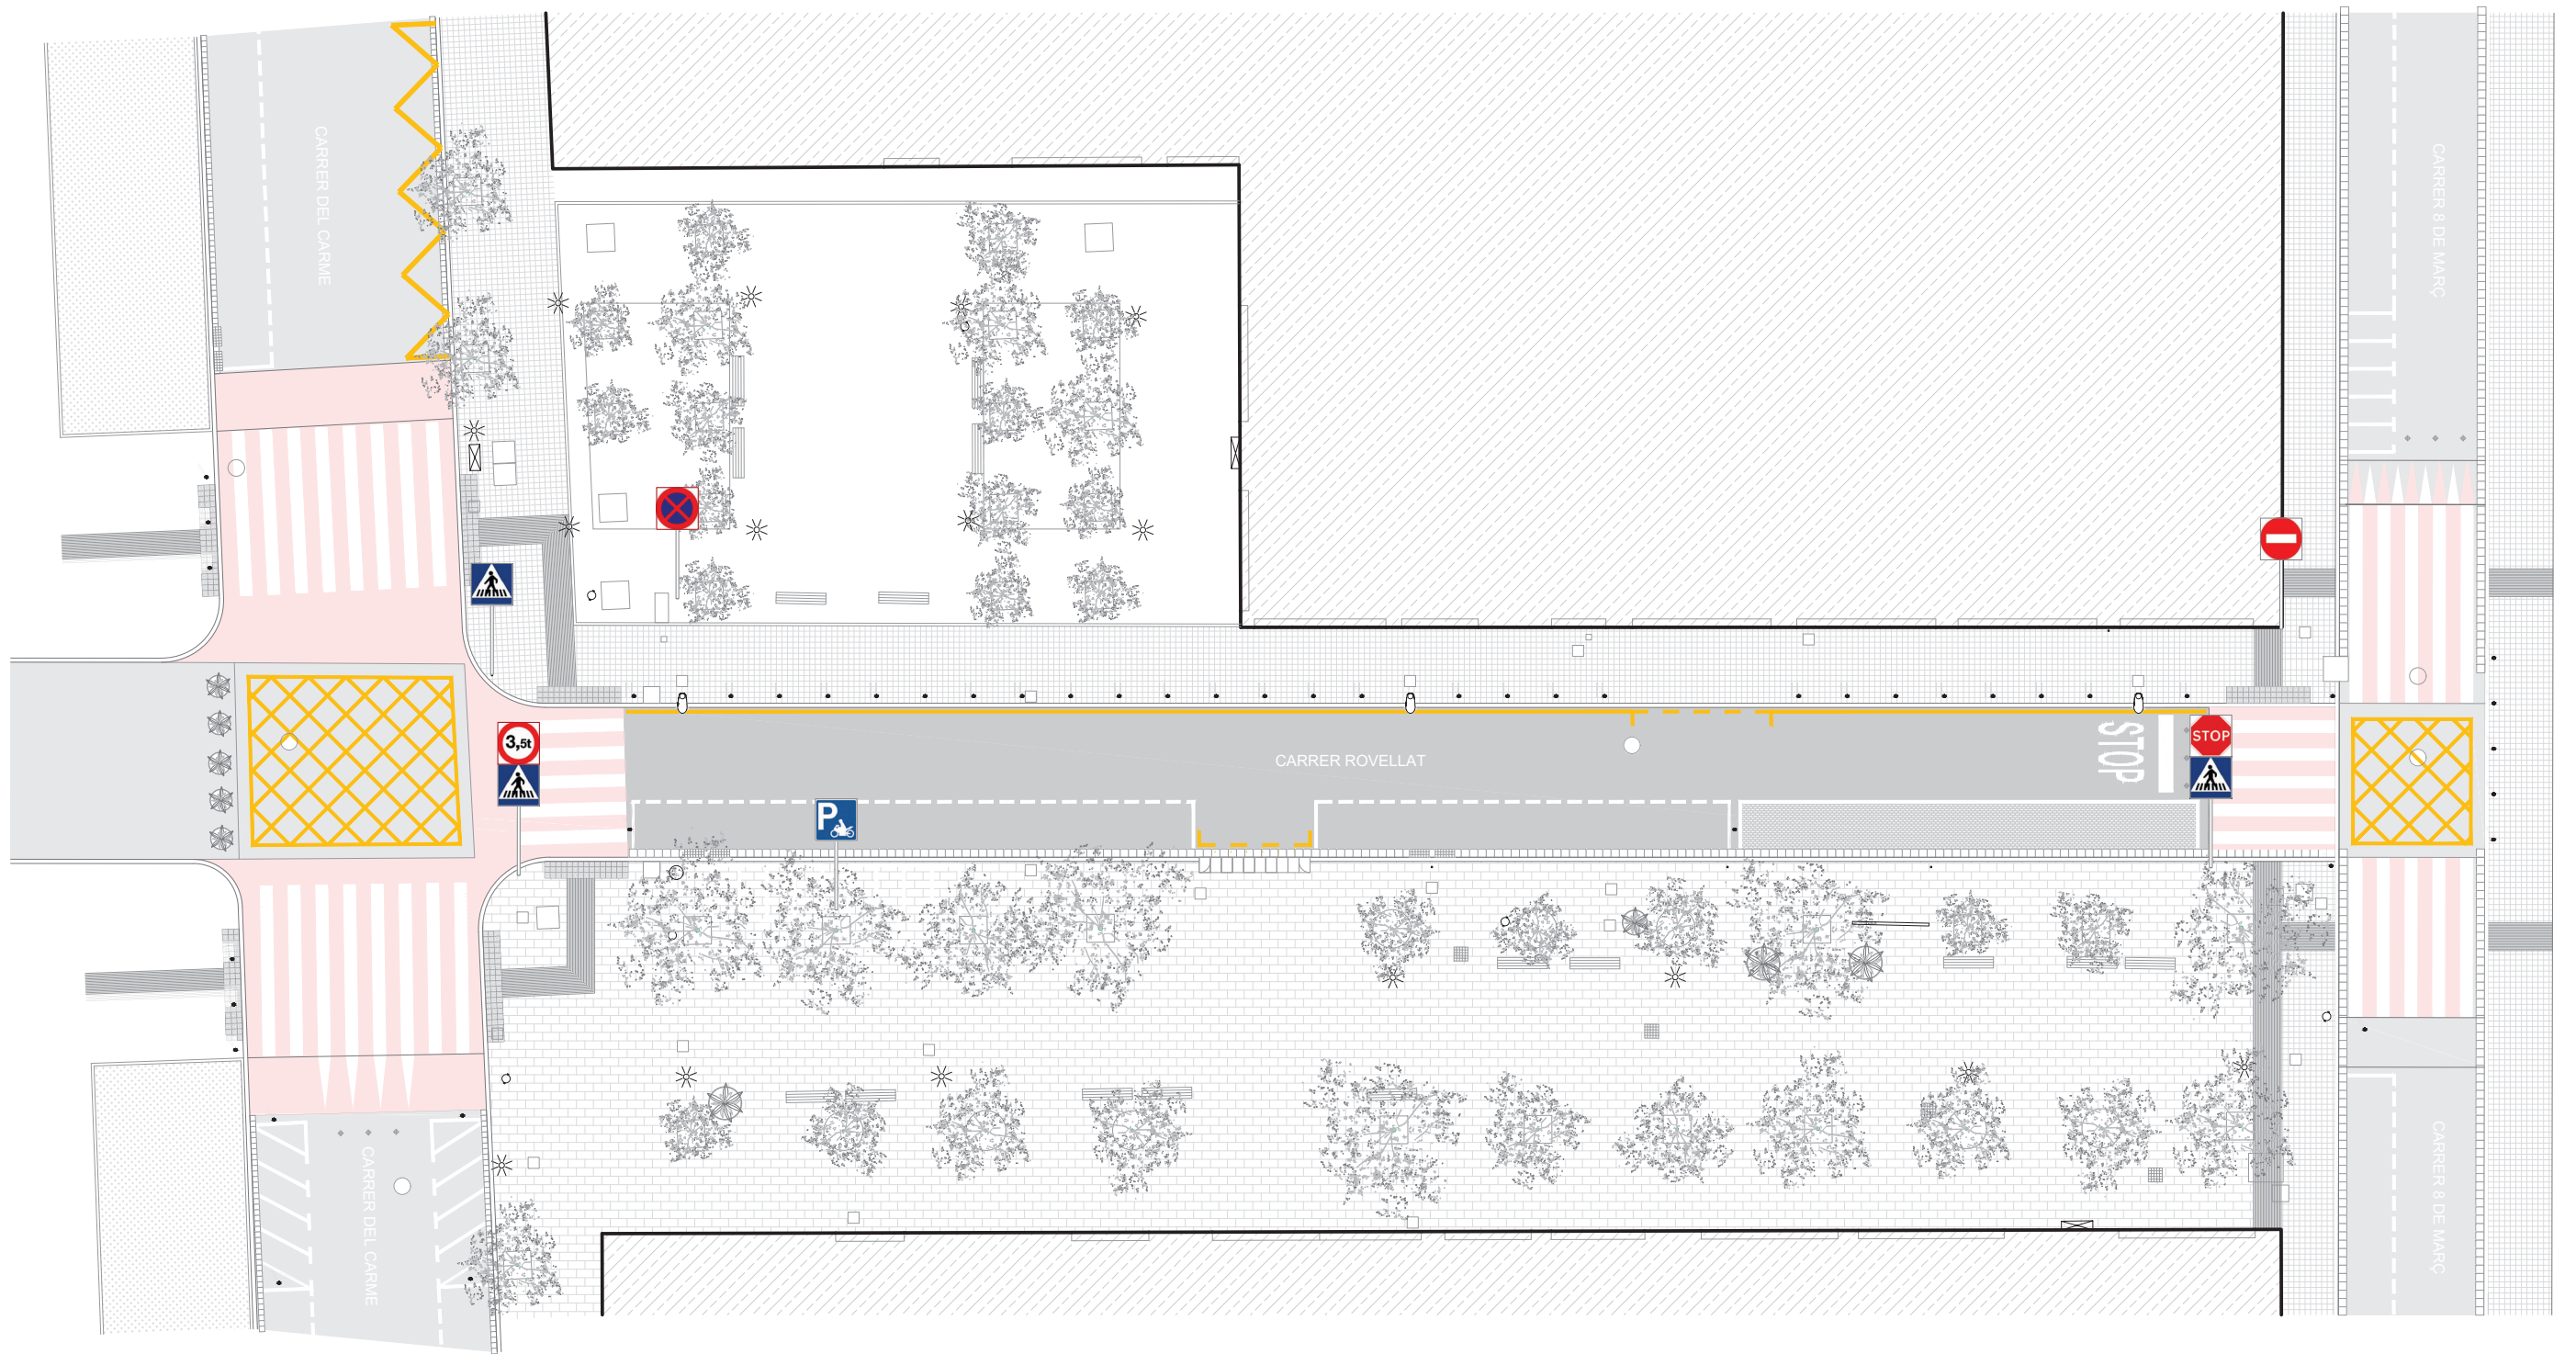 CARRER DEL CARME
CARRER 8 DE MARÇ
3,5t
STOP
STOP
CARRER ROVELLAT
P
CARRER DEL CARME
CARRER 8 DE MARÇ